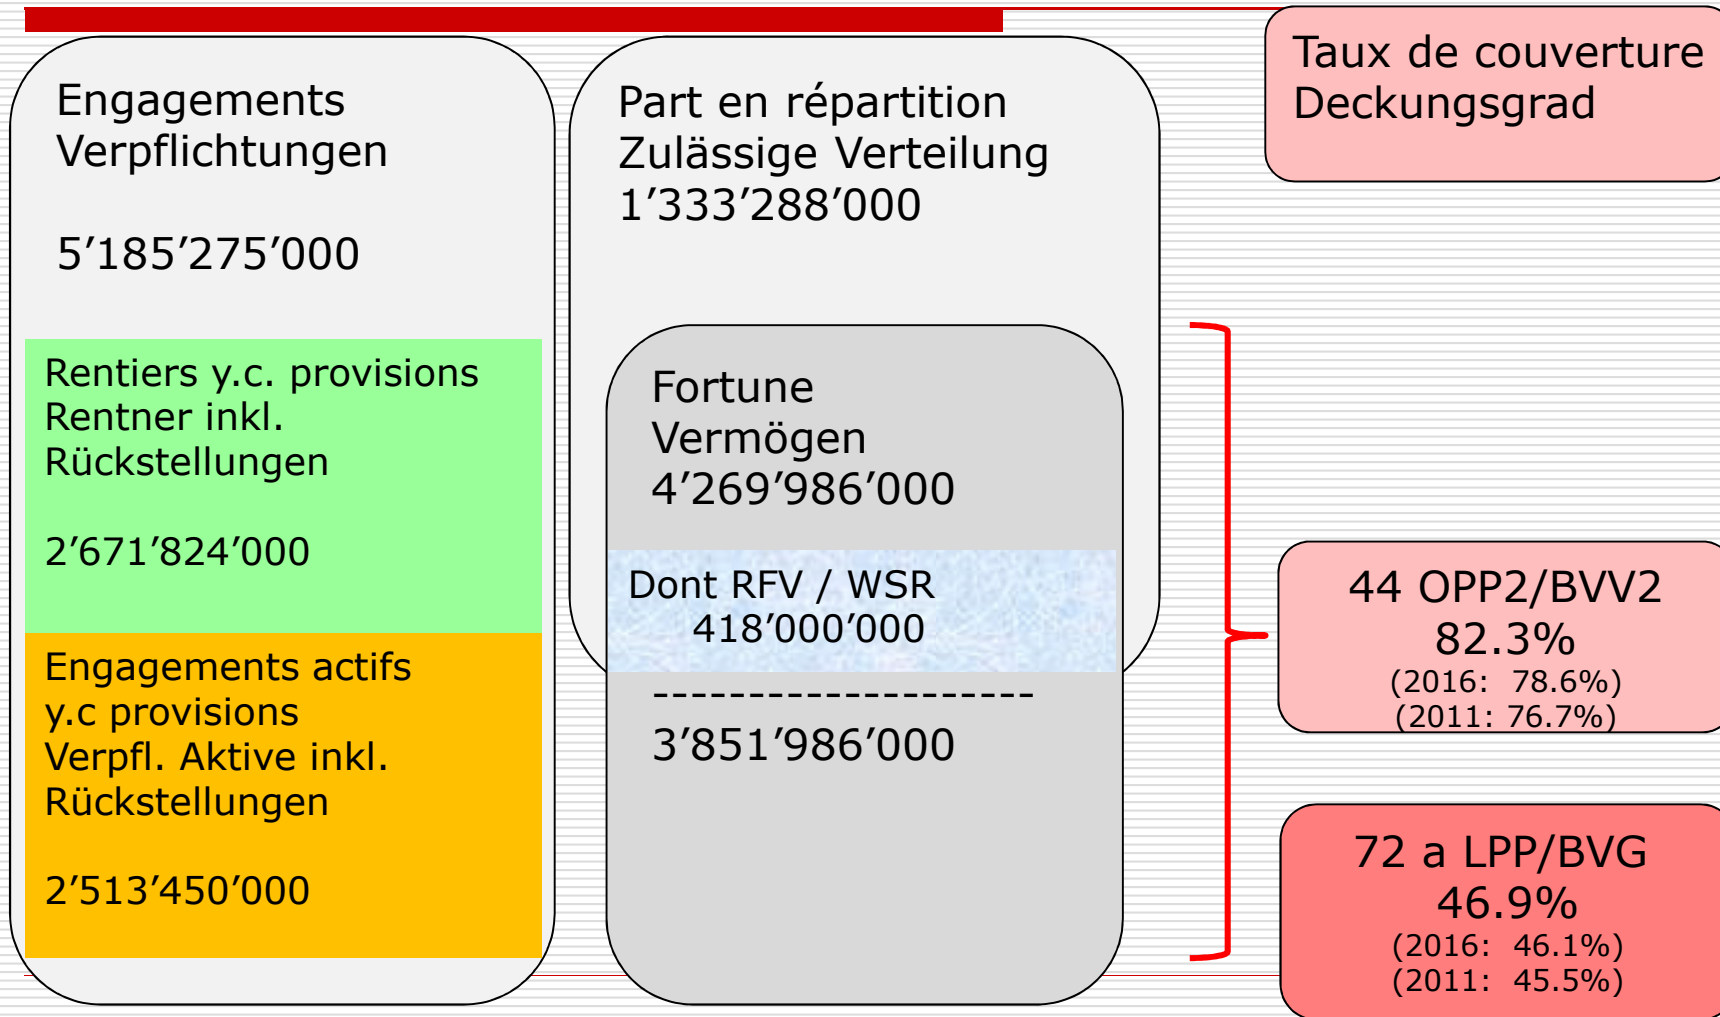 Engagements
Verpflichtungen
5’185’275’000
Rentiers y.c. provisions
Rentner inkl.
Rückstellungen
2’671’824’000
Engagements actifs
y.c provisions
Verpfl. Aktive inkl.
Rückstellungen
2’513’450’000
Part en répartition
Zulässige Verteilung
1’333’288’000
Fortune
Vermögen
4’269’986’000
Dont RFV / WSR
418’000’000
--------------------
3’851’986’000
Taux de couverture
Deckungsgrad
44 OPP2/BVV2
82.3%
(2016: 78.6%)
(2011: 76.7%)
72 a LPP/BVG
46.9%
(2016: 46.1%)
(2011: 45.5%)